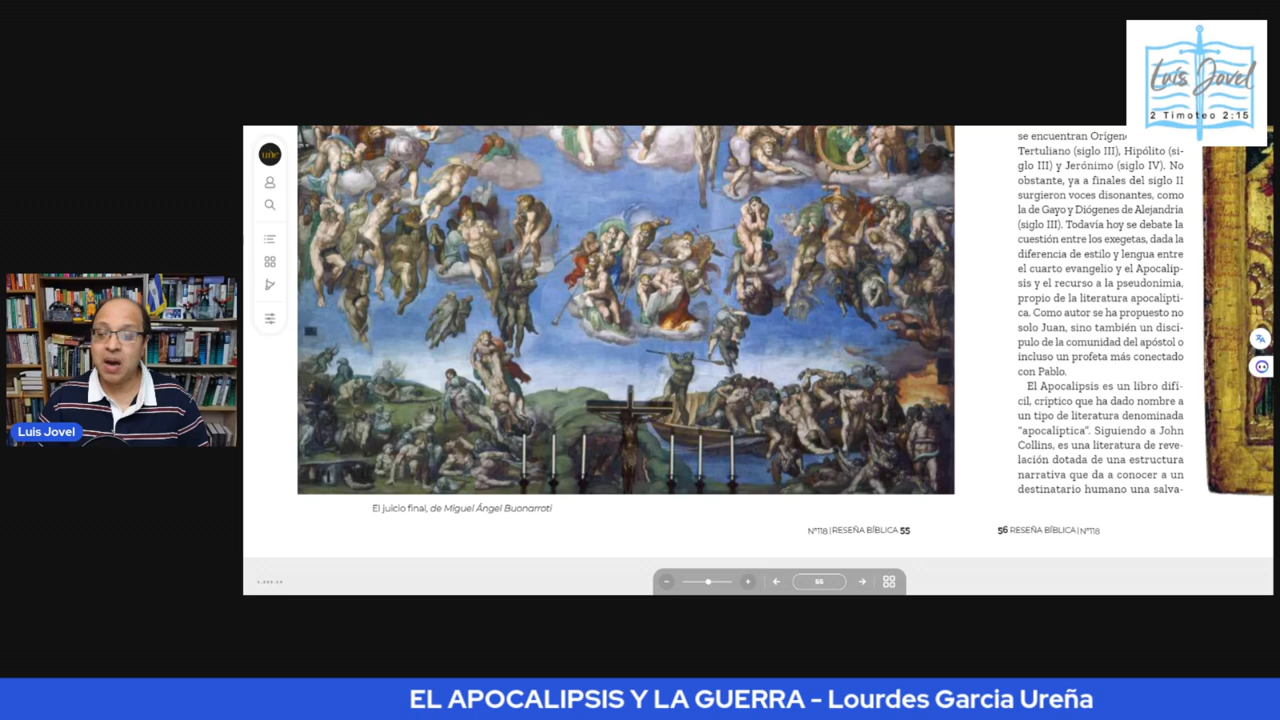 Luis Jovel
2 Timoteo 2:15
uñe
se encuentran Orígen
Tertuliano (siglo III), Hipólito (si-
glo III) y Jerónimo (siglo IV). No
obstante, ya a finales del siglo II
surgieron voces disonantes, como
la de Gayo y Diógenes de Alejandría
(siglo III). Todavía hoy se debate la
cuestión entre los exegetas, dada la
diferencia de estilo y lengua entre
el cuarto evangelio y el Apocalip-
sis y el recurso a la pseudonimia,
propio de la literatura apocalípti-
ca. Como autor se ha propuesto no
solo Juan, sino también un discí-
pulo de la comunidad del apóstol o
incluso un profeta más conectado
con Pablo.
El Apocalipsis es un libro difí-
cil, críptico que ha dado nombre a
un tipo de literatura denominada
“apocalíptica”. Siguiendo a John
Collins, es una literatura de reve-
lación dotada de una estructura
narrativa que da a conocer a un
destinatario humano una salva-
Luis Jovel
El juicio final, de Miguel Ángel Buonarroti
Nº118 | RESEÑA BÍBLICA 55
56 RESEÑA BÍBLICA | Nº118
55
EL APOCALIPSIS Y LA GUERRA - Lourdes Garcia Ureña